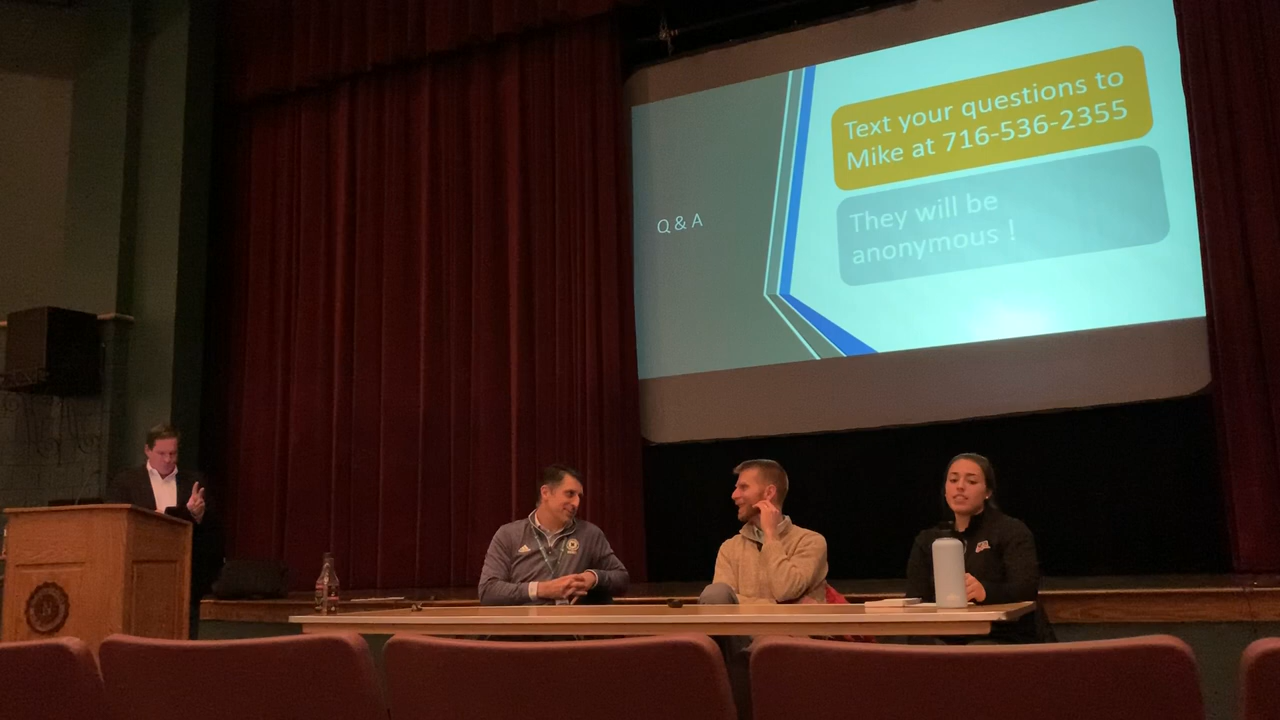 Q & A
Text your questions to
Mike at 716-536-2355
They will be
anonymous !